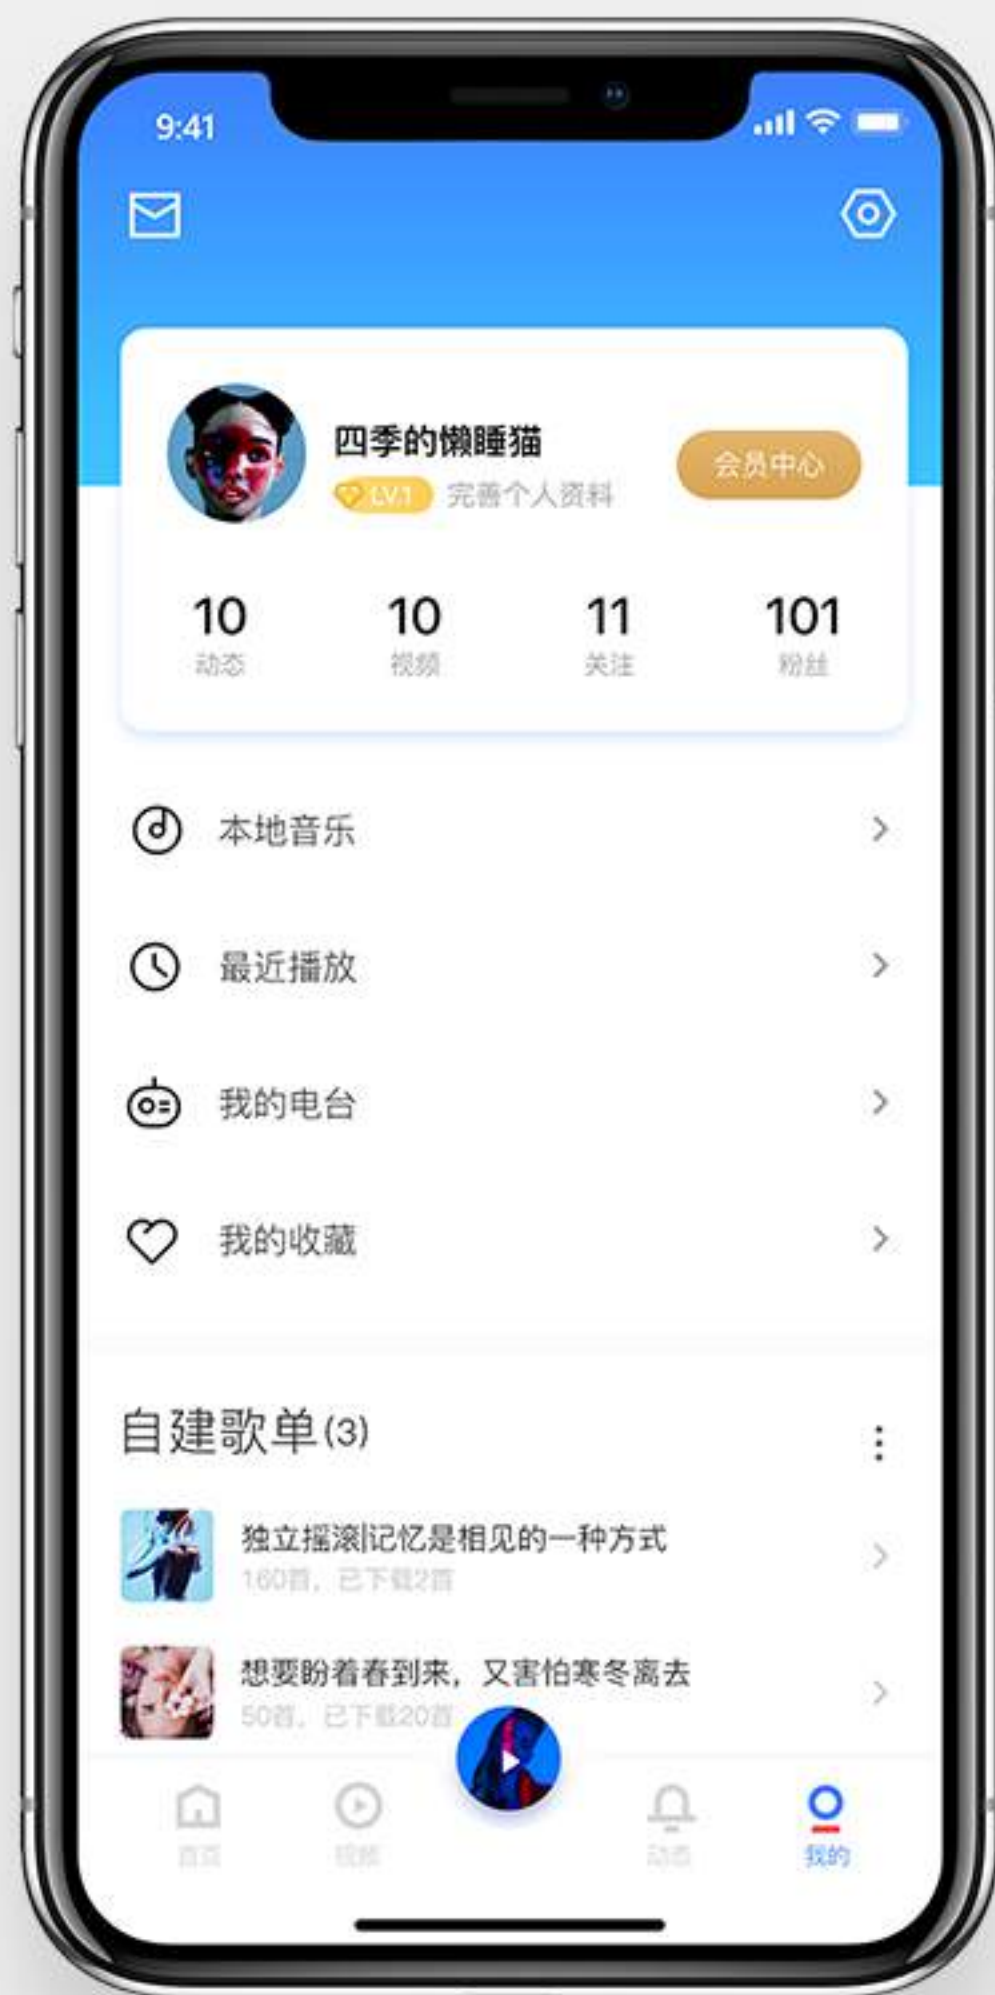 9:41
四季的懒睡猫
会员中心
LV.1 完善个人资料
10 10 11 101
动态 视频 关注 粉丝
本地音乐
最近播放
我的电台
我的收藏
自建歌单(3)
独立摇滚|记忆是相见的一种方式
160首，已下载2首
想要盼着春到来，又害怕寒冬离去
50首，已下载20首
首页 视频 动态 我的